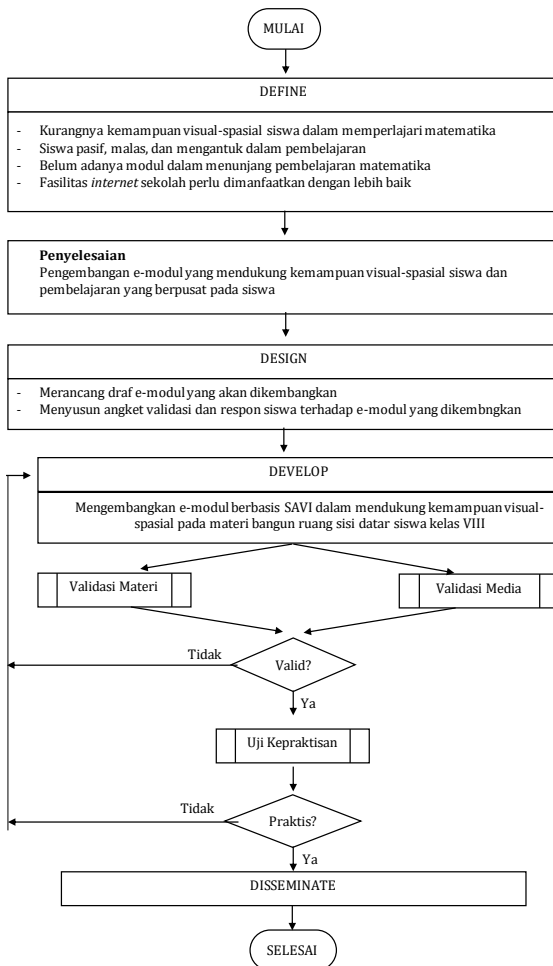 MULAI
DEFINE
- Kurangnya kemampuan visual-spasial siswa dalam memperlajari matematika
- Siswa pasif, malas, dan mengantuk dalam pembelajaran
- Belum adanya modul dalam menunjang pembelajaran matematika
- Fasilitas internet sekolah perlu dimanfaatkan dengan lebih baik
Penyelesaian
Pengembangan e-modul yang mendukung kemampuan visual-spasial siswa dan
pembelajaran yang berpusat pada siswa
DESIGN
- Merancang draf e-modul yang akan dikembangkan
- Menyusun angket validasi dan respon siswa terhadap e-modul yang dikembngkan
DEVELOP
Mengembangkan e-modul berbasis SAVI dalam mendukung kemampuan visual-
spasial pada materi bangun ruang sisi datar siswa kelas VIII
Validasi Materi
Validasi Media
Tidak
Valid?
Ya
Uji Kepraktisan
Tidak
Praktis?
Ya
DISSEMINATE
SELESAI